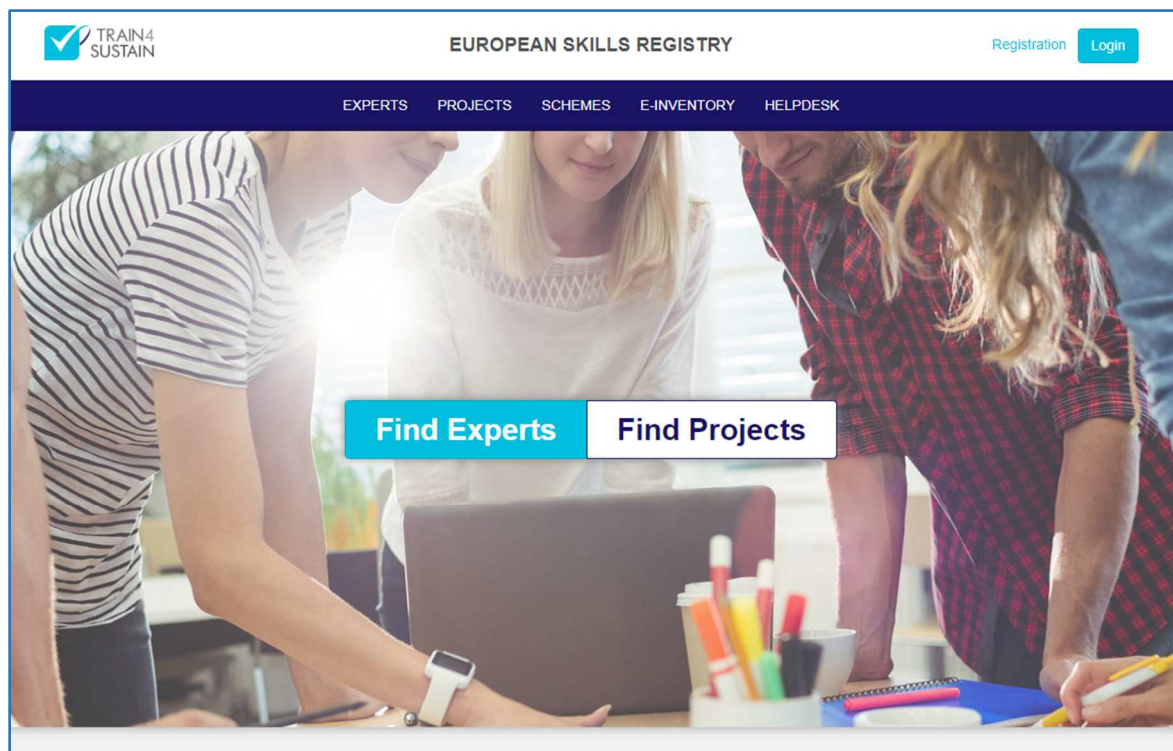 TRAIN4
SUSTAIN
EUROPEAN SKILLS REGISTRY
Registration
Login
EXPERTS
PROJECTS
SCHEMES
E-INVENTORY
HELPDESK
Find Experts
Find Projects